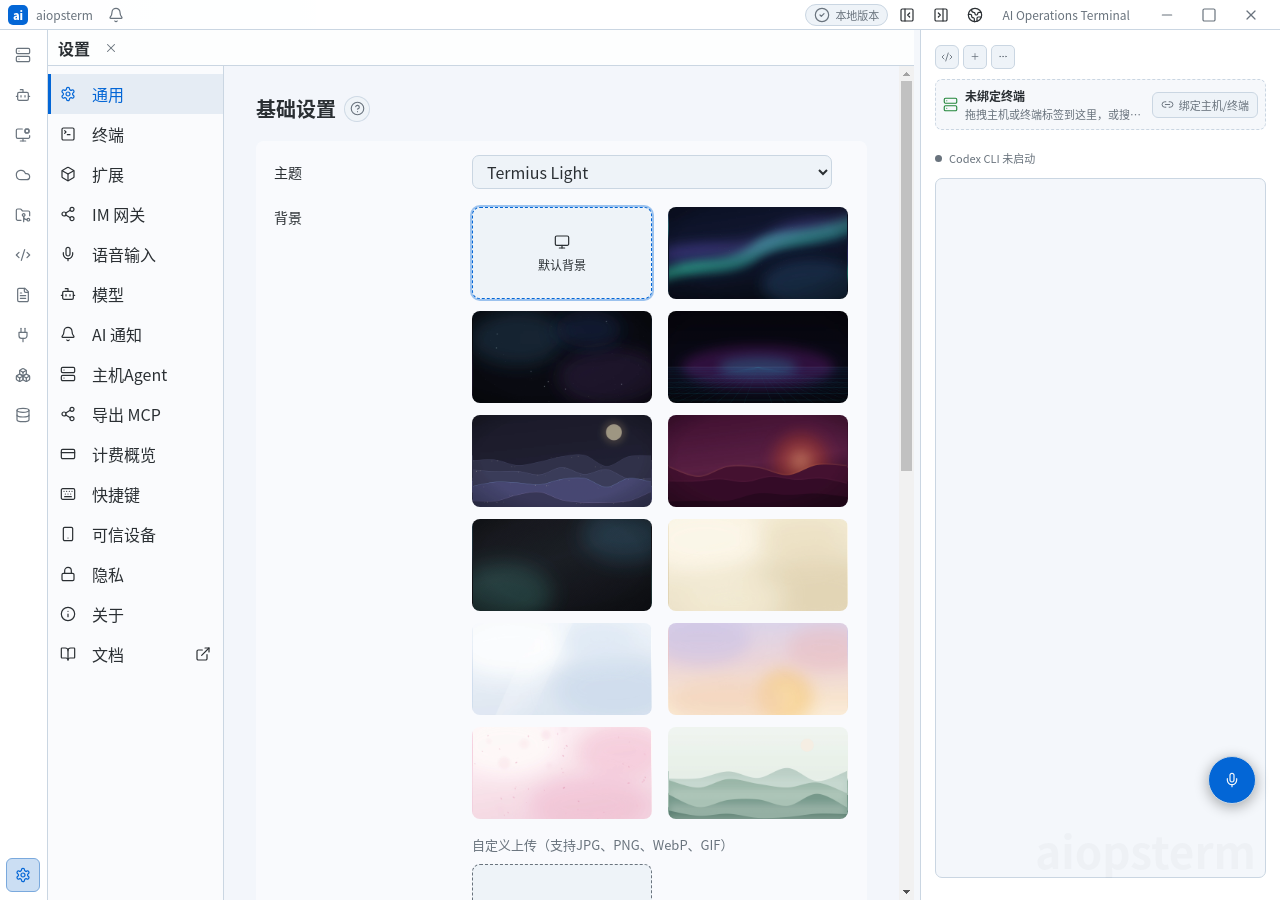 ai aiopsterm 本地版本 AI Operations Terminal
设置
通用
终端
扩展
IM 网关
语音输入
模型
AI 通知
主机Agent
导出 MCP
计费概览
快捷键
可信设备
隐私
关于
文档
基础设置
主题 Termius Light
背景
默认背景
自定义上传（支持JPG、PNG、WebP、GIF）
未绑定终端
拖拽主机或终端标签到这里，或搜…
绑定主机/终端
Codex CLI 未启动
aiopsterm